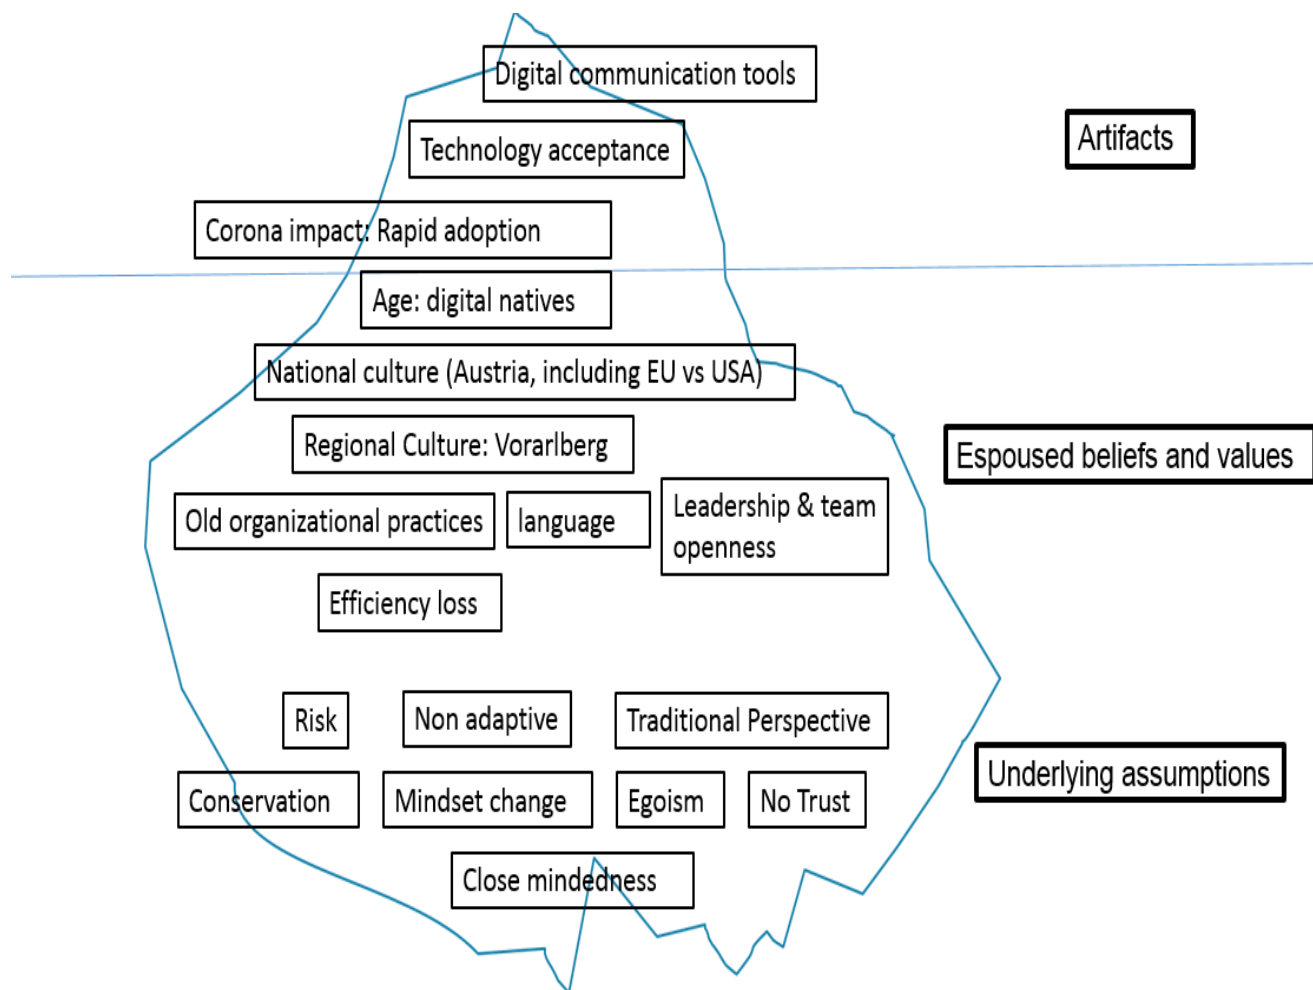 Digital communication tools
Technology acceptance
Artifacts
Corona impact: Rapid adoption
Age: digital natives
National culture (Austria, including EU vs USA)
Regional Culture: Vorarlberg
Espoused beliefs and values
Old organizational practices
language
Leadership & team
openness
Efficiency loss
Risk
Non adaptive
Traditional Perspective
Underlying assumptions
Conservation
Mindset change
Egoism
No Trust
Close mindedness